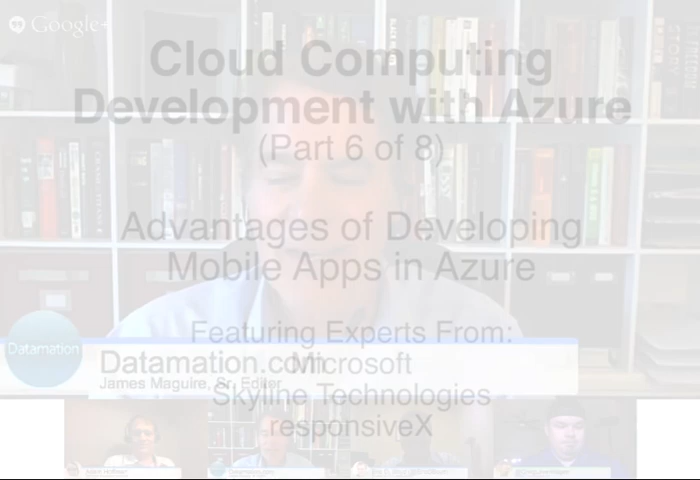 Google+
Cloud Computing
Development with Azure
(Part 6 of 8)
Advantages of Developing
Mobile Apps in Azure
Featuring Experts From:
Microsoft
Skyline Technologies
responsiveX
Datamation
Datamation.com
James Maguire, Sr. Editor